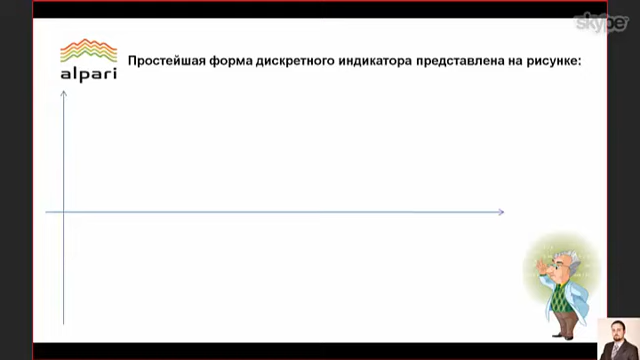 skype
alpari
Простейшая форма дискретного индикатора представлена на рисунке: